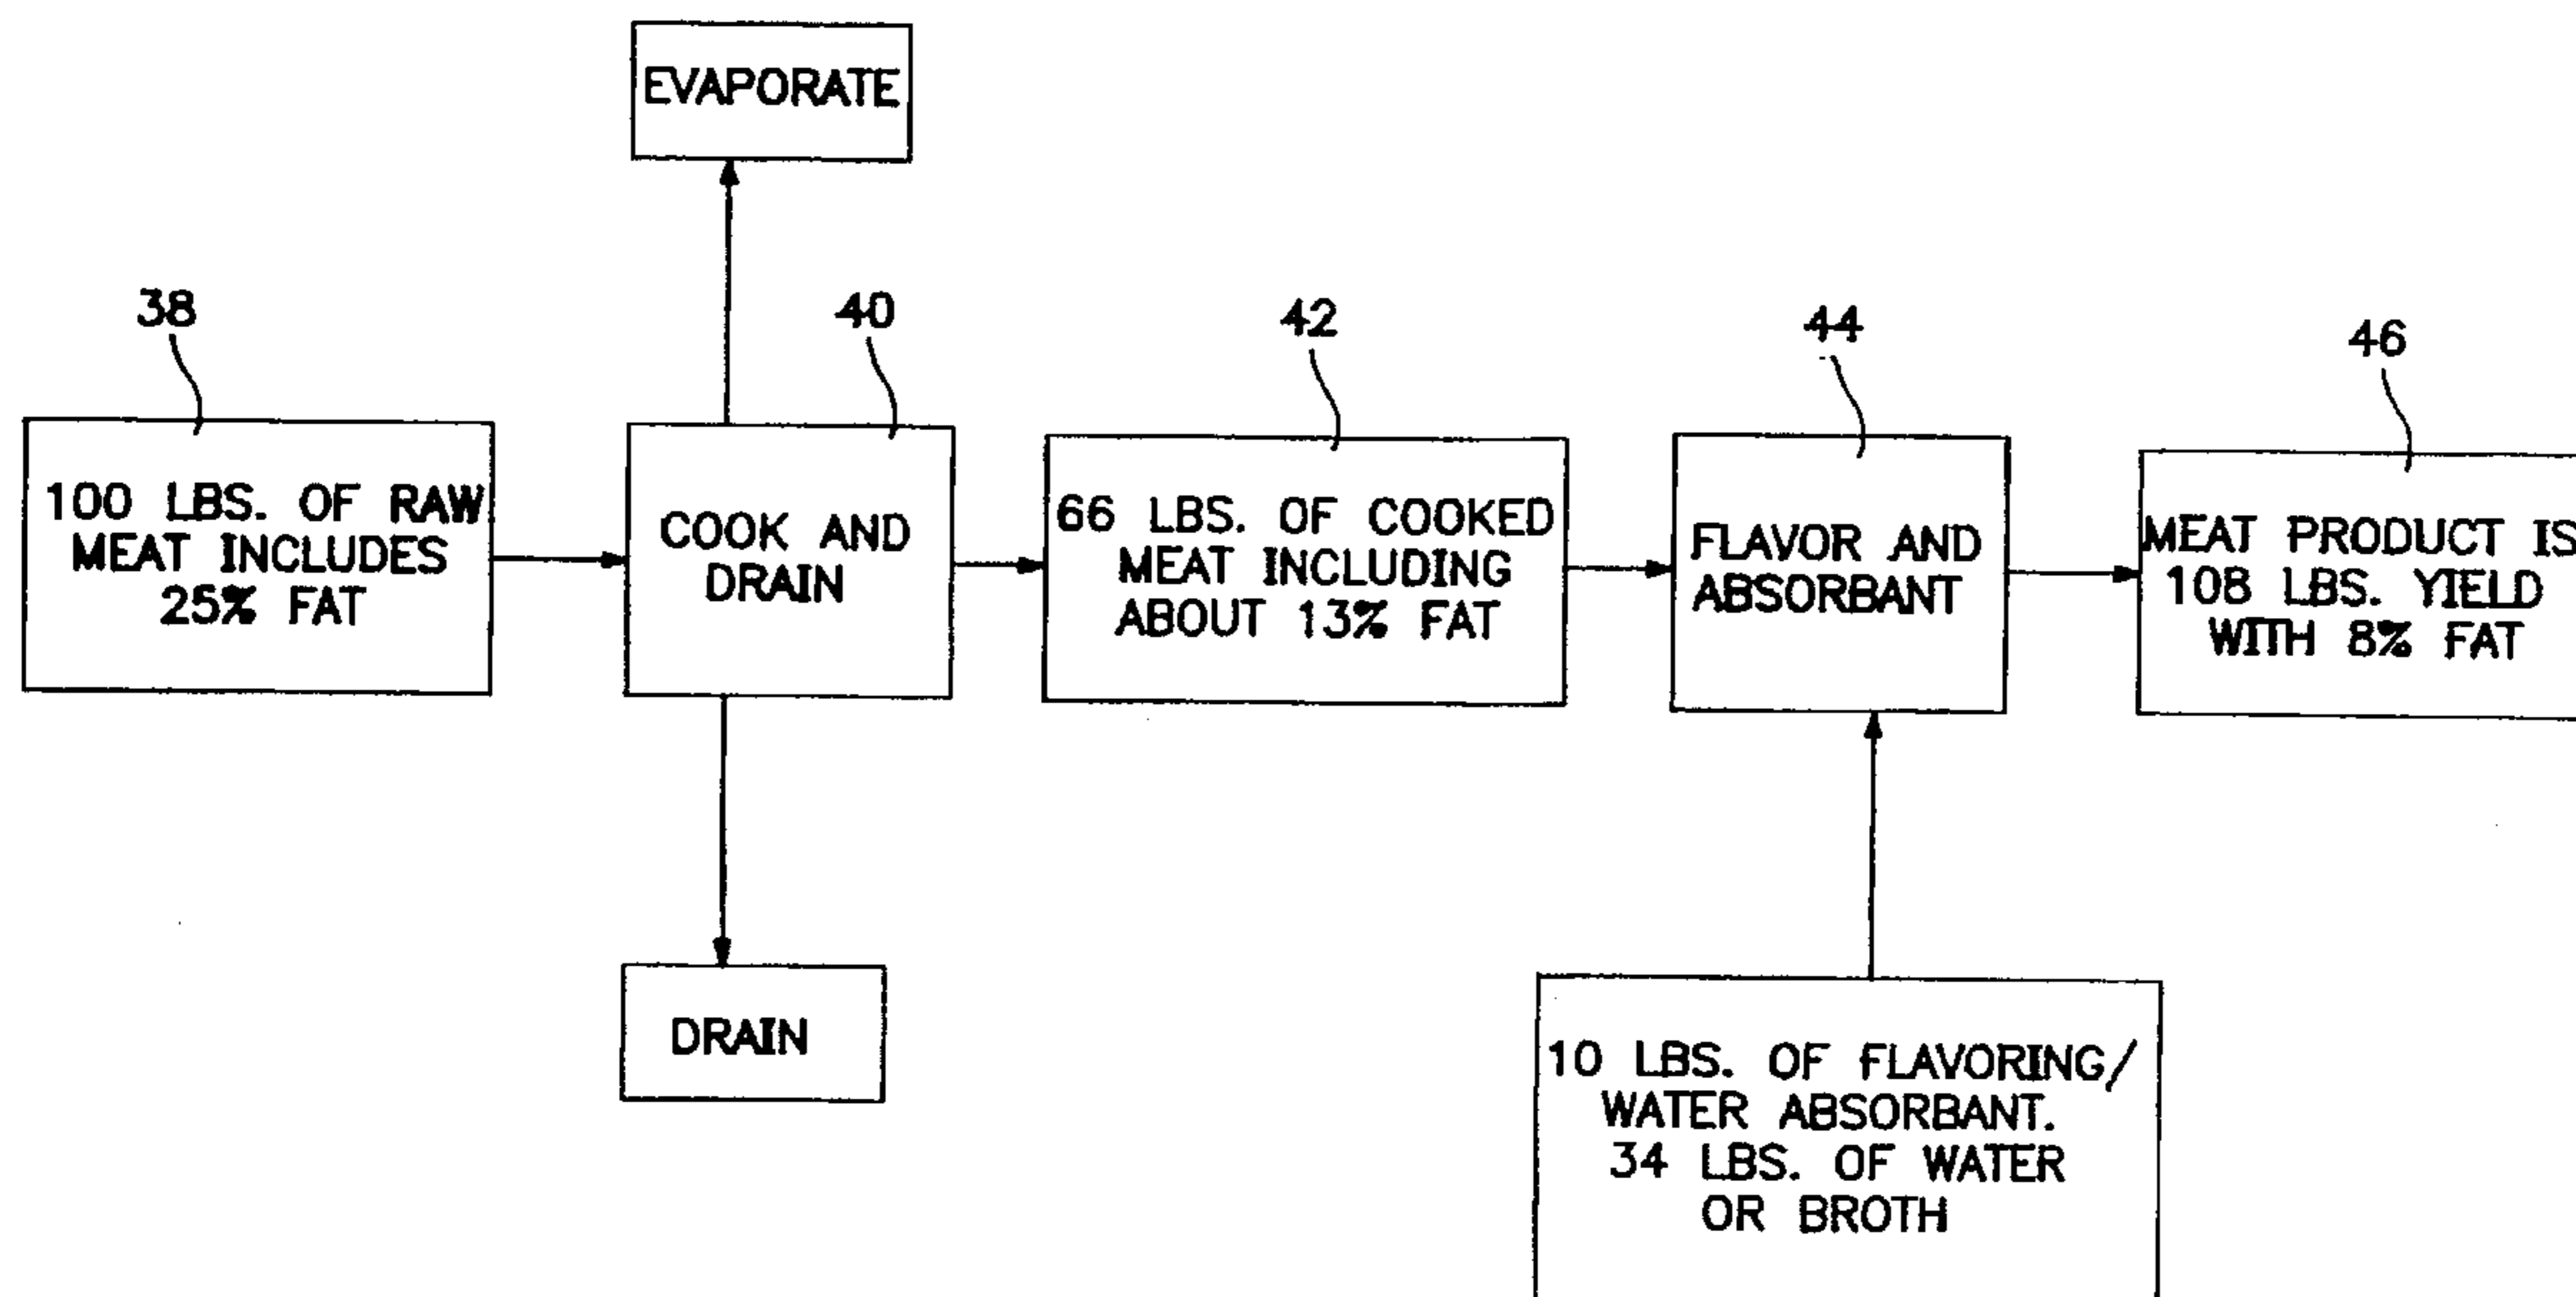 EVAPORATE
38
40
42
44
46
100 LBS. OF RAW
MEAT INCLUDES
25% FAT
COOK AND
DRAIN
66 LBS. OF COOKED
MEAT INCLUDING
ABOUT 13% FAT
FLAVOR AND
ABSORBANT
MEAT PRODUCT IS
108 LBS. YIELD
WITH 8% FAT
DRAIN
10 LBS. OF FLAVORING/
WATER ABSORBANT.
34 LBS. OF WATER
OR BROTH